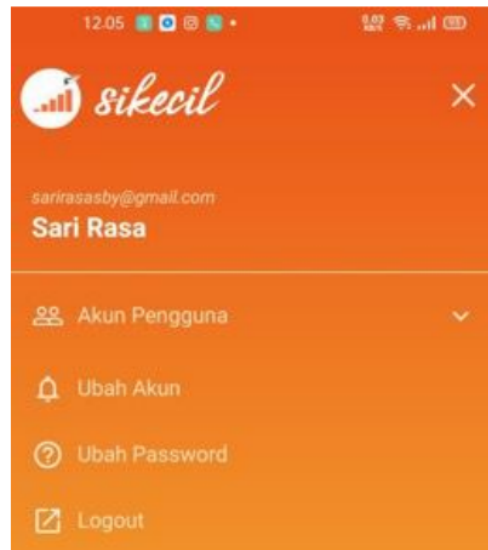 12.05
sikecil
sarirasasby@gmail.com
Sari Rasa
Akun Pengguna
Ubah Akun
Ubah Password
Logout